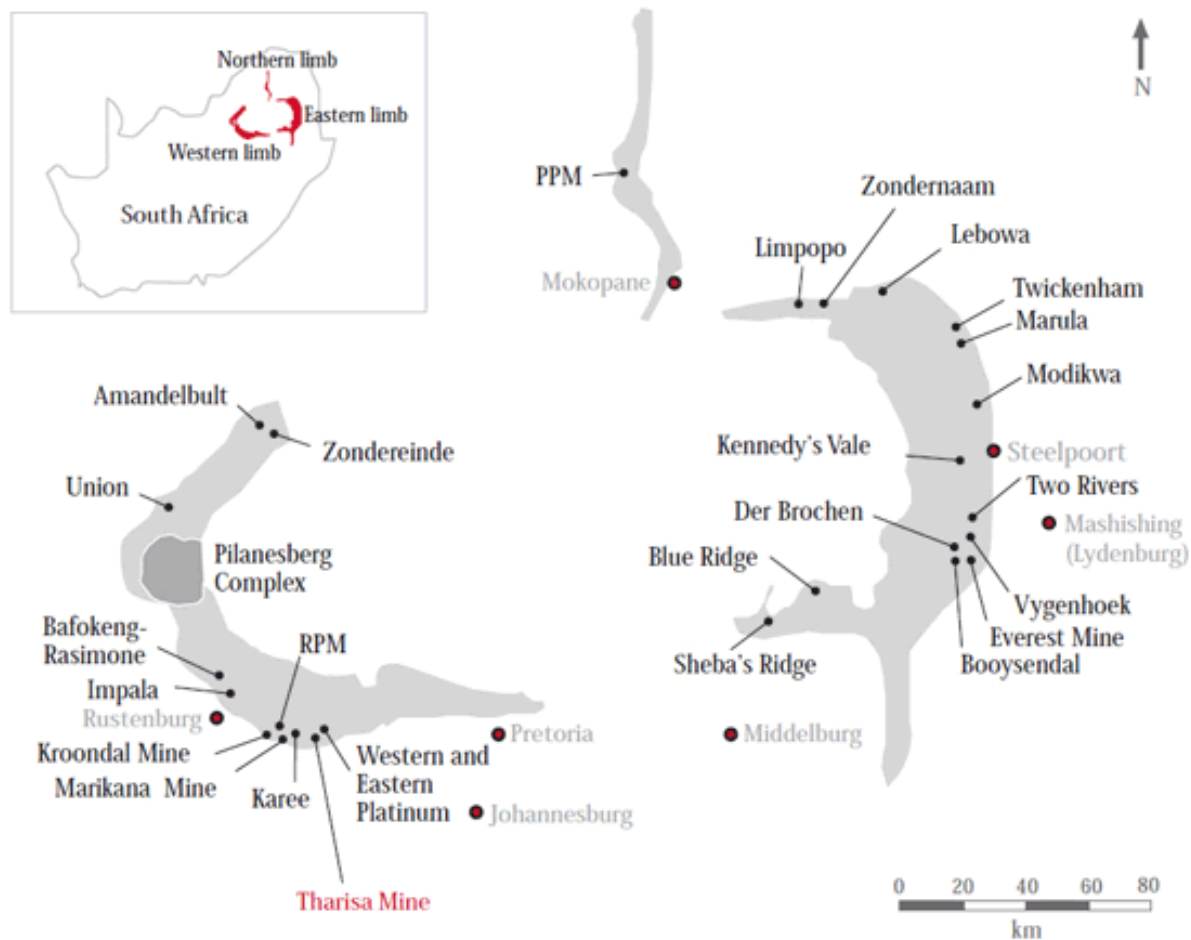 Northern limb
Eastern limb
Western limb
South Africa
N
PPM
Mokopane
Zondernaam
Limpopo
Lebowa
Twickenham
Marula
Modikwa
Kennedy's Vale
Steelpoort
Two Rivers
Der Brochen
Mashishing
(Lydenburg)
Blue Ridge
Vygenhoek
Everest Mine
Sheba's Ridge
Booysendal
Middelburg
Amandelbult
Zondereinde
Union
Pilanesberg
Complex
Bafokeng-
Rasimone
RPM
Impala
Rustenburg
Kroondal Mine
Marikana Mine
Karee
Western and
Eastern
Platinum
Pretoria
Johannesburg
Tharisa Mine
0 20 40 60 80
km